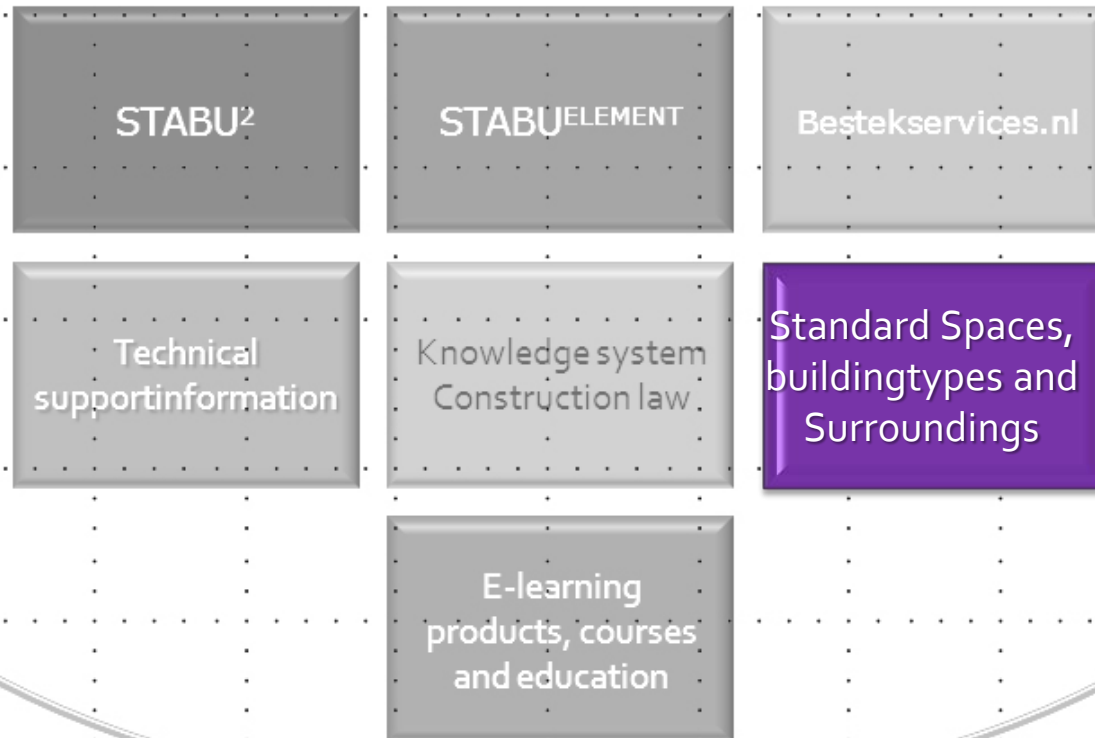 STABU²
STABUᴱᴸᴱᴹᴱᴺᵀ
Bestekservices.nl
Technical
supportinformation
Knowledge system
Construction law
Standard Spaces,
buildingtypes and
Surroundings
E-learning
products, courses
and education